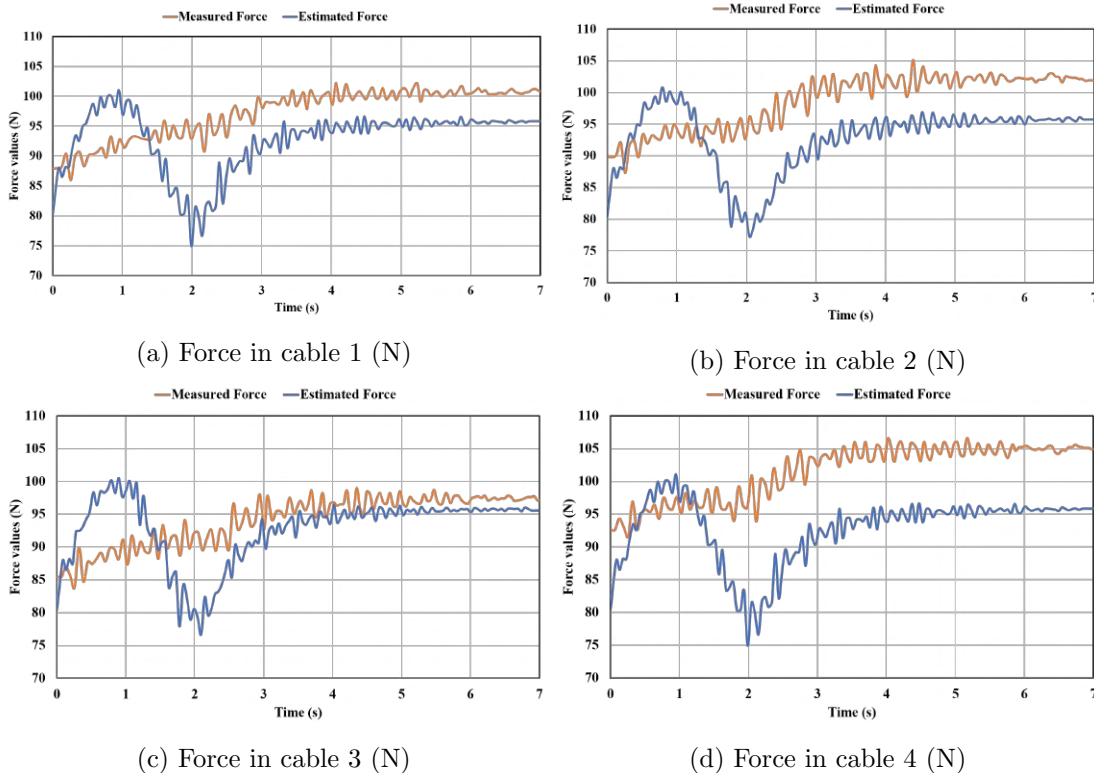 Measured Force Estimated Force
110
105
100
95
90
85
80
75
70
Force values (N)
0 1 2 3 4 5 6 7
Time (s)
(a) Force in cable 1 (N)
Measured Force Estimated Force
110
105
100
95
90
85
80
75
70
Force values (N)
0 1 2 3 4 5 6 7
Time (s)
(b) Force in cable 2 (N)
Measured Force Estimated Force
110
105
100
95
90
85
80
75
70
Force values (N)
0 1 2 3 4 5 6 7
Time (s)
(c) Force in cable 3 (N)
Measured Force Estimated Force
110
105
100
95
90
85
80
75
70
Force values (N)
0 1 2 3 4 5 6 7
Time (s)
(d) Force in cable 4 (N)